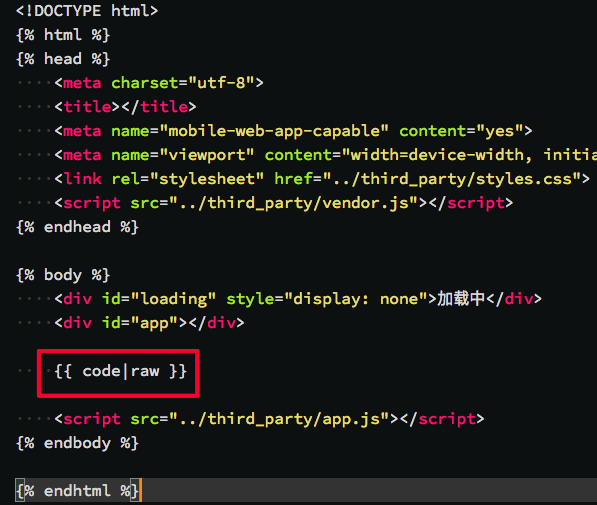 <!DOCTYPE html>
{% html %}
{% head %}
<meta charset="utf-8">
<title></title>
<meta name="mobile-web-app-capable" content="yes">
<meta name="viewport" content="width=device-width, initia
<link rel="stylesheet" href="../third_party/styles.css">
<script src="../third_party/vendor.js"></script>
{% endhead %}
{% body %}
<div id="loading" style="display: none">加载中</div>
<div id="app"></div>
{{ code|raw }}
<script src="../third_party/app.js"></script>
{% endbody %}
{% endhtml %}